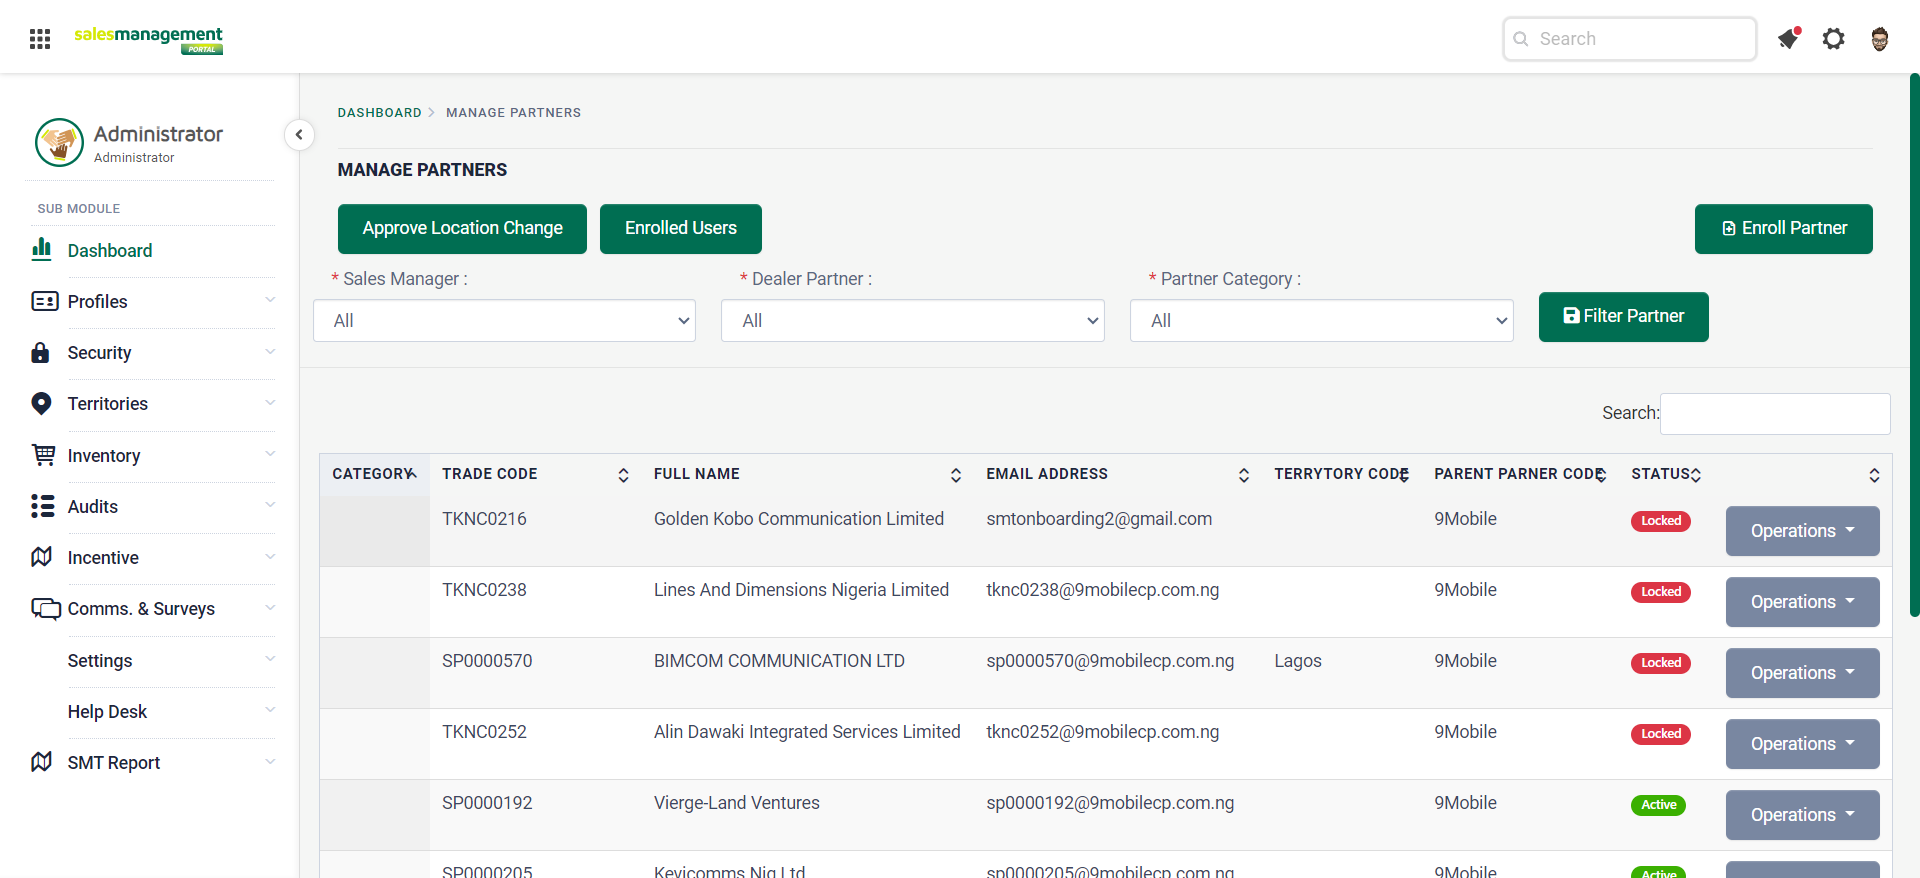 salesmanagement
PORTAL
Search
Administrator
Administrator
SUB MODULE
Dashboard
Profiles
Security
Territories
Inventory
Audits
Incentive
Comms. & Surveys
Settings
Help Desk
SMT Report
DASHBOARD MANAGE PARTNERS
MANAGE PARTNERS
Approve Location Change Enrolled Users Enroll Partner
* Sales Manager : * Dealer Partner : * Partner Category :
All All All Filter Partner
Search:
CATEGORY TRADE CODE FULL NAME EMAIL ADDRESS TERRYTORY CODE PARENT PARNER CODE STATUS
TKNC0216 Golden Kobo Communication Limited smtonboarding2@gmail.com 9Mobile Locked Operations
TKNC0238 Lines And Dimensions Nigeria Limited tknc0238@9mobilecp.com.ng 9Mobile Locked Operations
SP0000570 BIMCOM COMMUNICATION LTD sp0000570@9mobilecp.com.ng Lagos 9Mobile Locked Operations
TKNC0252 Alin Dawaki Integrated Services Limited tknc0252@9mobilecp.com.ng 9Mobile Locked Operations
SP0000192 Vierge-Land Ventures sp0000192@9mobilecp.com.ng 9Mobile Active Operations
SP0000205 Kevicomms Nig Ltd sp0000205@9mobilecp.com.ng 9Mobile Active